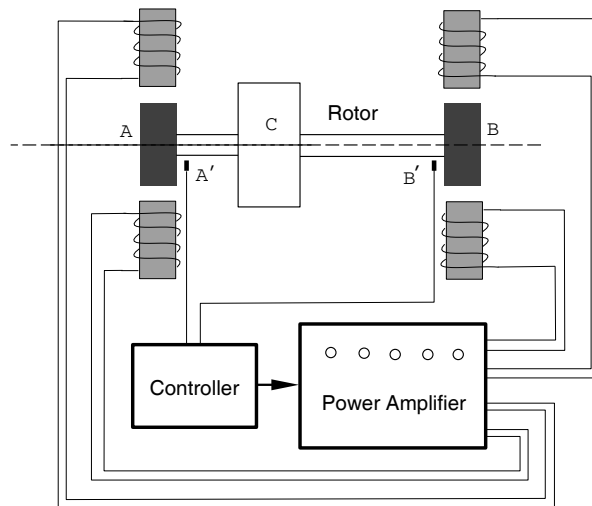 A
C
Rotor
B
A′
B′
Controller
Power Amplifier